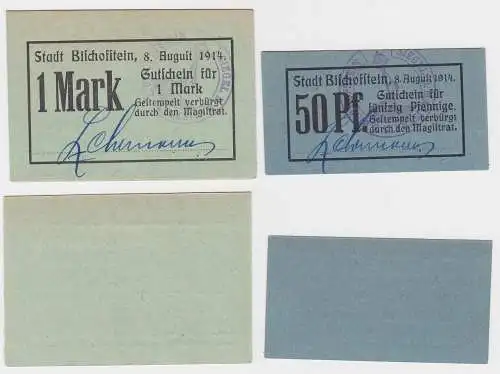 Stadt Bischofstein, 8. August 1914.
1 Mark
Gutschein für
1 Mark
Gestempelt verbürgt
durch den Magistrat.
Stadt Bischofstein, 8. August 1914.
50 Pf.
Gutschein für
fünfzig Pfennige.
Gestempelt verbürgt
durch den Magistrat.